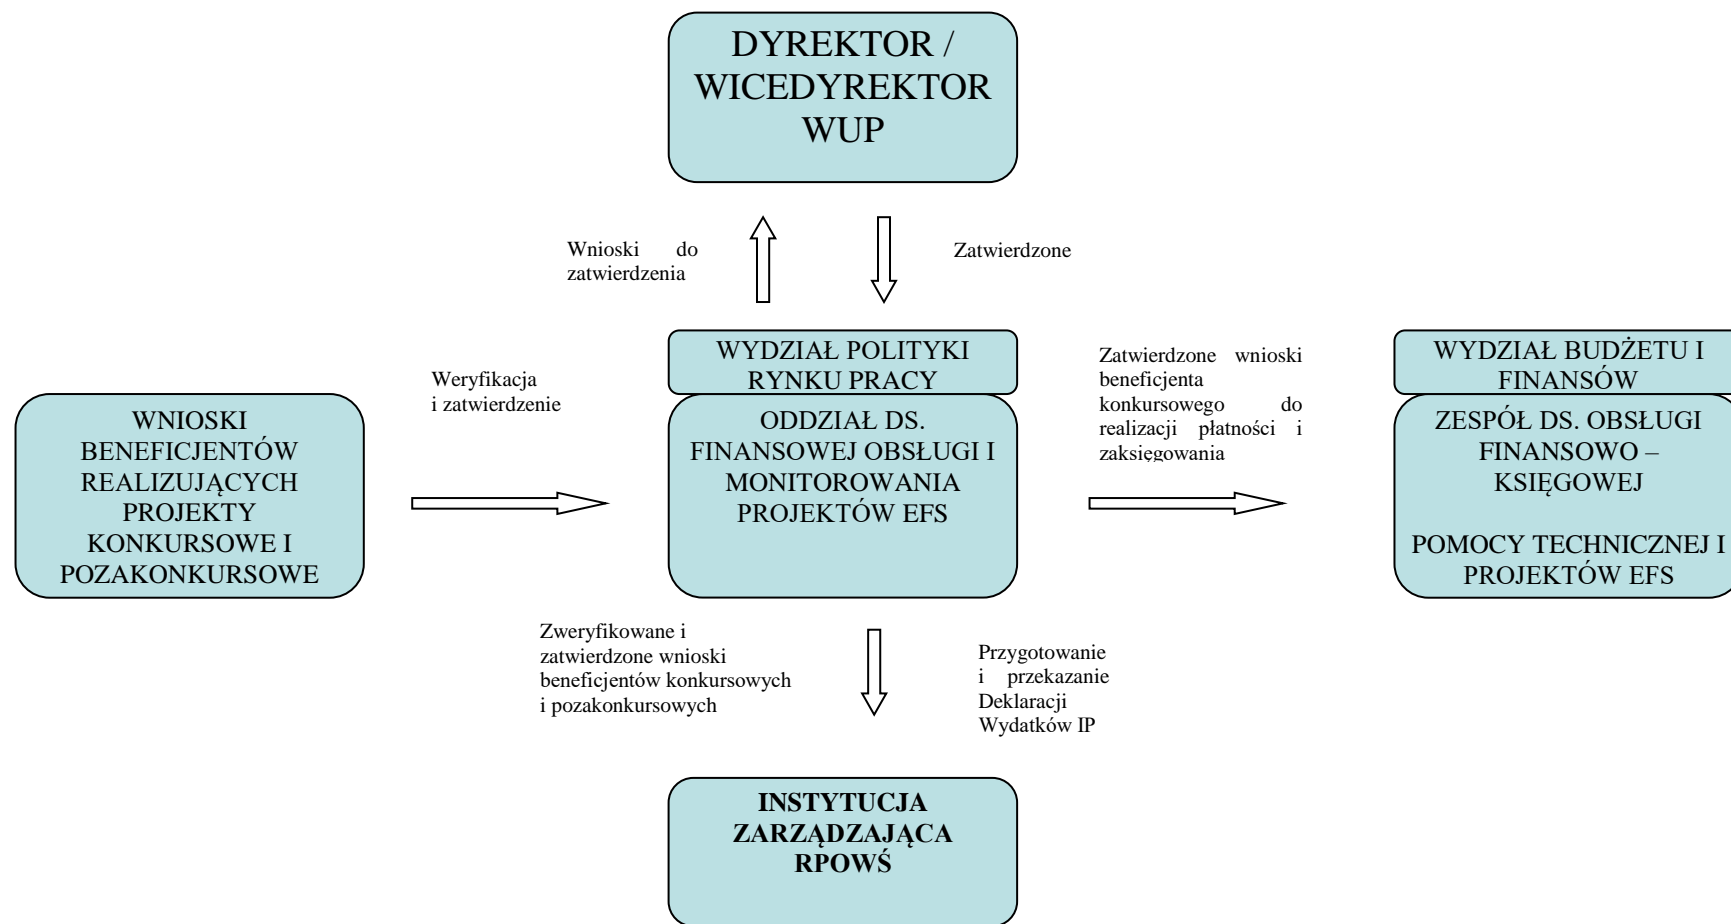 DYREKTOR /
WICEDYREKTOR
WUP
Wnioski do
zatwierdzenia
Zatwierdzone
Weryfikacja
i zatwierdzenie
WYDZIAŁ POLITYKI
RYNKU PRACY
Zatwierdzone wnioski
beneficjenta
konkursowego do
realizacji płatności i
zaksięgowania
WYDZIAŁ BUDŻETU I
FINANSÓW
WNIOSKI
BENEFICJENTÓW
REALIZUJĄCYCH
PROJEKTY
KONKURSOWE I
POZAKONKURSOWE
ODDZIAŁ DS.
FINANSOWEJ OBSŁUGI I
MONITOROWANIA
PROJEKTÓW EFS
ZESPÓŁ DS. OBSŁUGI
FINANSOWO –
KSIĘGOWEJ
POMOCY TECHNICZNEJ I
PROJEKTÓW EFS
Zweryfikowane i
zatwierdzone wnioski
beneficjentów konkursowych
i pozakonkursowych
Przygotowanie
i przekazanie
Deklaracji
Wydatków IP
INSTYTUCJA
ZARZĄDZAJĄCA
RPOWŚ